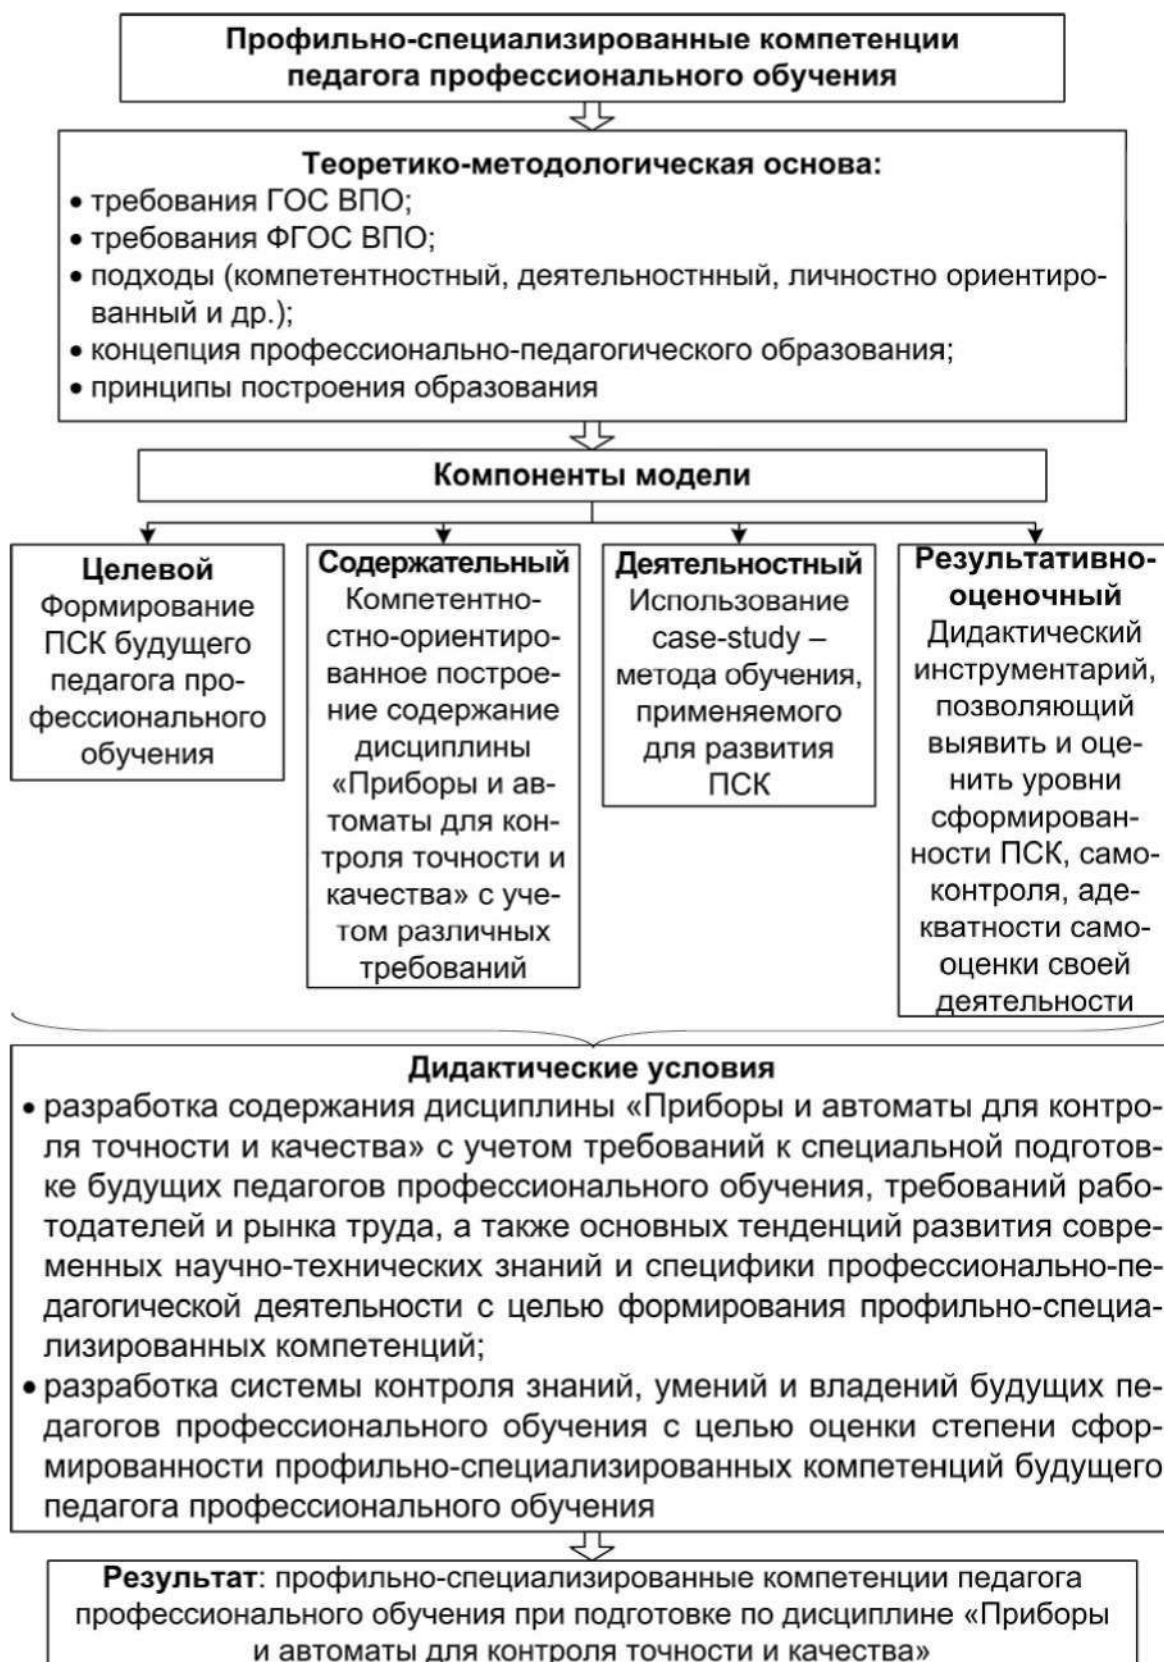 Профильно-специализированные компетенции
педагога профессионального обучения
Теоретико-методологическая основа:
• требования ГОС ВПО;
• требования ФГОС ВПО;
• подходы (компетентностный, деятельностнный, личностно ориентиро-
ванный и др.);
• концепция профессионально-педагогического образования;
• принципы построения образования
Компоненты модели
Целевой
Формирование
ПСК будущего
педагога про-
фессионального
обучения
Содержательный
Компетентно-
стно-ориентиро-
ванное построе-
ние содержание
дисциплины
«Приборы и ав-
томаты для кон-
троля точности и
качества» с уче-
том различных
требований
Деятельностный
Использование
case-study –
метода обучения,
применяемого
для развития
ПСК
Результативно-
оценочный
Дидактический
инструментарий,
позволяющий
выявить и оце-
нить уровни
сформирован-
ности ПСК, само-
контроля, аде-
кватности само-
оценки своей
деятельности
Дидактические условия
• разработка содержания дисциплины «Приборы и автоматы для контро-
ля точности и качества» с учетом требований к специальной подготов-
ке будущих педагогов профессионального обучения, требований рабо-
тодателей и рынка труда, а также основных тенденций развития совре-
менных научно-технических знаний и специфики профессионально-пе-
дагогической деятельности с целью формирования профильно-специа-
лизированных компетенций;
• разработка системы контроля знаний, умений и владений будущих пе-
дагогов профессионального обучения с целью оценки степени сфор-
мированности профильно-специализированных компетенций будущего
педагога профессионального обучения
Результат: профильно-специализированные компетенции педагога
профессионального обучения при подготовке по дисциплине «Приборы
и автоматы для контроля точности и качества»